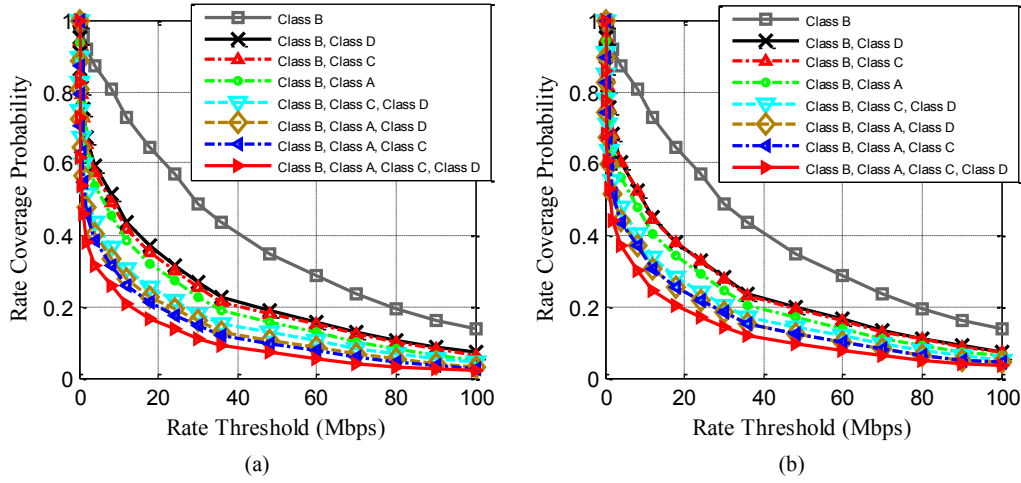 1
0.8
0.6
0.4
0.2
0
0 20 40 60 80 100
Rate Coverage Probability
Rate Threshold (Mbps)
Class B
Class B, Class D
Class B, Class C
Class B, Class A
Class B, Class C, Class D
Class B, Class A, Class D
Class B, Class A, Class C
Class B, Class A, Class C, Class D
(a)
1
0.8
0.6
0.4
0.2
0
0 20 40 60 80 100
Rate Coverage Probability
Rate Threshold (Mbps)
Class B
Class B, Class D
Class B, Class C
Class B, Class A
Class B, Class C, Class D
Class B, Class A, Class D
Class B, Class A, Class C
Class B, Class A, Class C, Class D
(b)